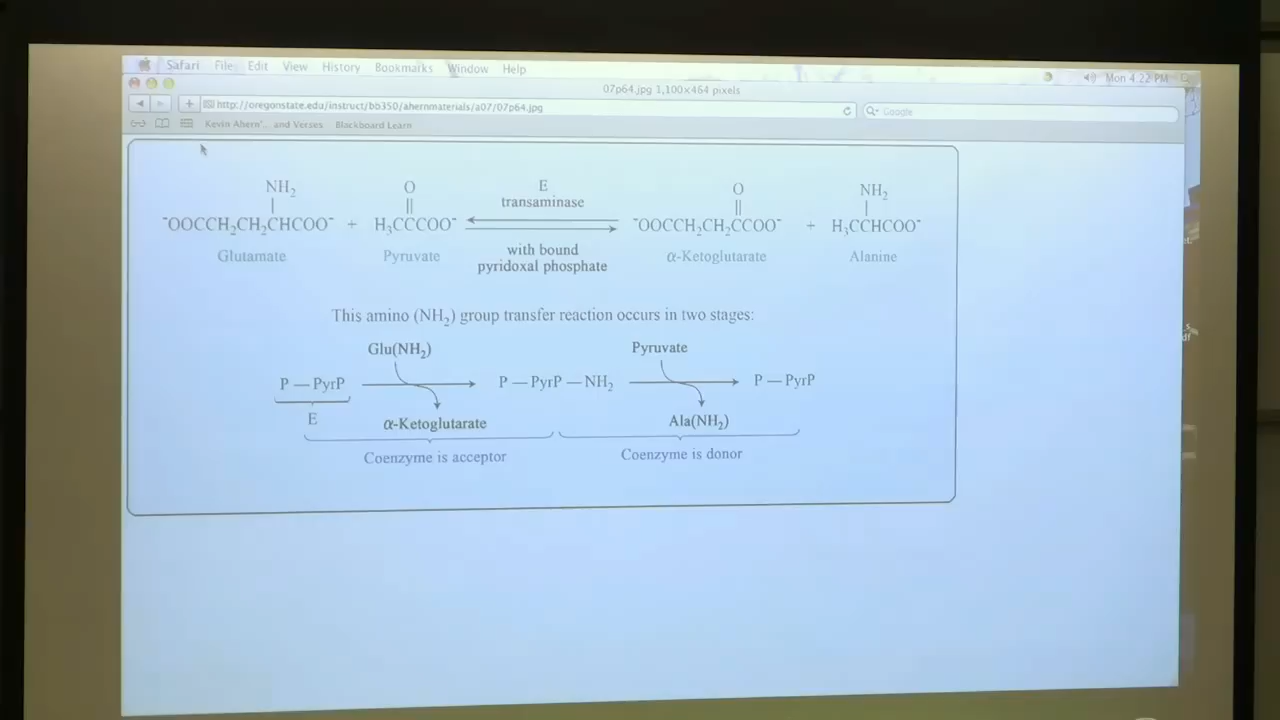 Safari File Edit View History Bookmarks Window Help
Mon 4:22 PM
07p64.jpg 1,100×464 pixels
http://oregonstate.edu/instruct/bb350/ahernmaterials/a07/07p64.jpg
Google
Kevin Ahern'... and Verses Blackboard Learn
NH₂ O E O NH₂
transaminase
⁻OOCCH₂CH₂CHCOO⁻ + H₃CCCOO⁻ ⁻OOCCH₂CH₂CCOO⁻ + H₃CCHCOO⁻
with bound
Glutamate Pyruvate pyridoxal phosphate α-Ketoglutarate Alanine
This amino (NH₂) group transfer reaction occurs in two stages:
Glu(NH₂) Pyruvate
P — PyrP P — PyrP — NH₂ P — PyrP
E α-Ketoglutarate Ala(NH₂)
Coenzyme is acceptor Coenzyme is donor